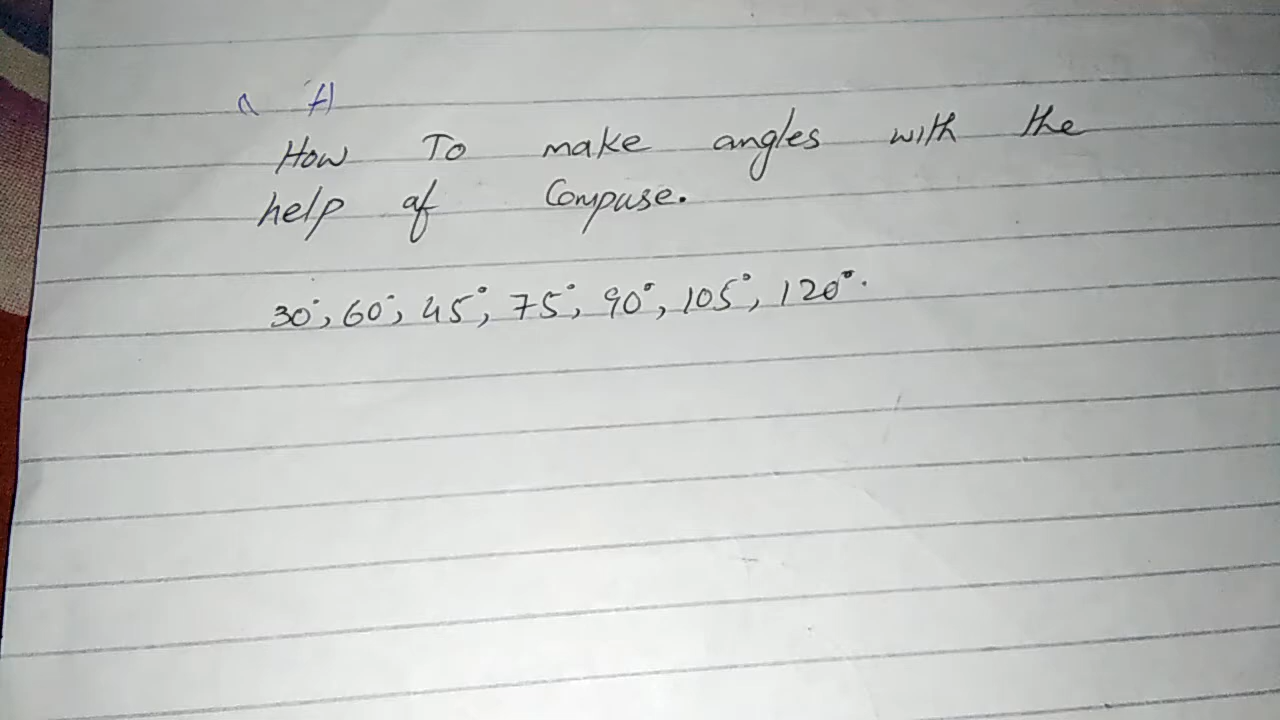 How To make angles with the
help of Compuse.
30°, 60°, 45°, 75°, 90°, 105°, 120°.